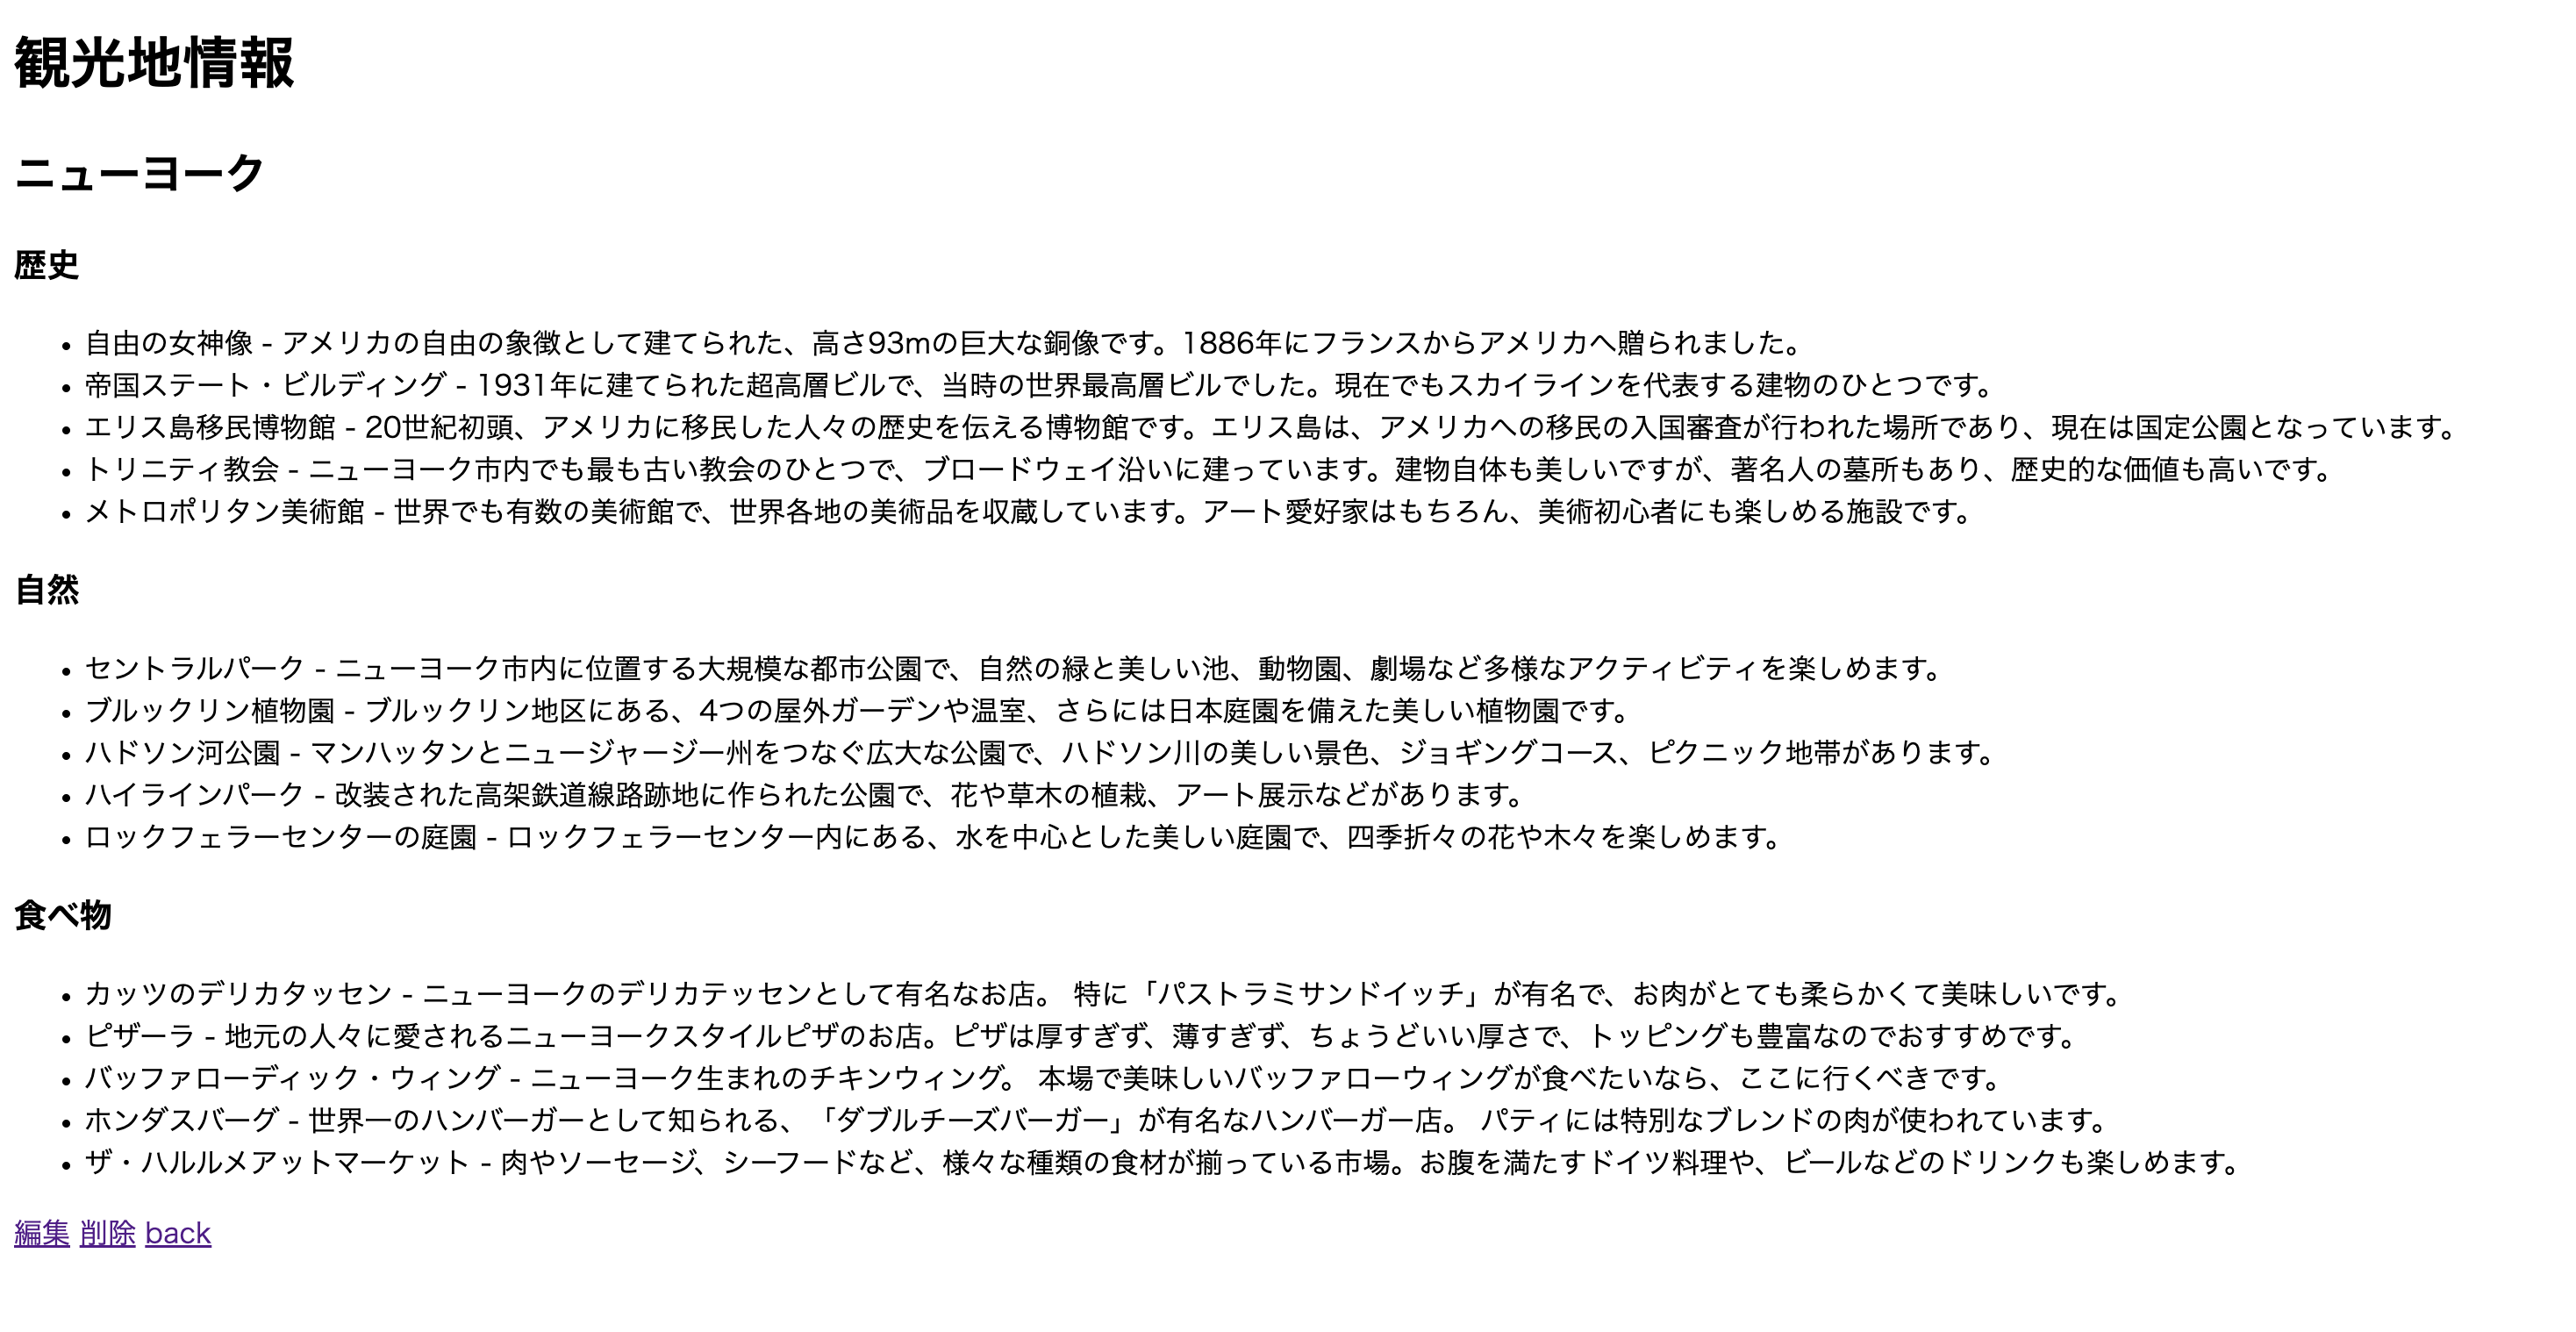 観光地情報
ニューヨーク
歴史
• 自由の女神像 - アメリカの自由の象徴として建てられた、高さ93mの巨大な銅像です。1886年にフランスからアメリカへ贈られました。
• 帝国ステート・ビルディング - 1931年に建てられた超高層ビルで、当時の世界最高層ビルでした。現在でもスカイラインを代表する建物のひとつです。
• エリス島移民博物館 - 20世紀初頭、アメリカに移民した人々の歴史を伝える博物館です。エリス島は、アメリカへの移民の入国審査が行われた場所であり、現在は国定公園となっています。
• トリニティ教会 - ニューヨーク市内でも最も古い教会のひとつで、ブロードウェイ沿いに建っています。建物自体も美しいですが、著名人の墓所もあり、歴史的な価値も高いです。
• メトロポリタン美術館 - 世界でも有数の美術館で、世界各地の美術品を収蔵しています。アート愛好家はもちろん、美術初心者にも楽しめる施設です。
自然
• セントラルパーク - ニューヨーク市内に位置する大規模な都市公園で、自然の緑と美しい池、動物園、劇場など多様なアクティビティを楽しめます。
• ブルックリン植物園 - ブルックリン地区にある、4つの屋外ガーデンや温室、さらには日本庭園を備えた美しい植物園です。
• ハドソン河公園 - マンハッタンとニュージャージー州をつなぐ広大な公園で、ハドソン川の美しい景色、ジョギングコース、ピクニック地帯があります。
• ハイラインパーク - 改装された高架鉄道線路跡地に作られた公園で、花や草木の植栽、アート展示などがあります。
• ロックフェラーセンターの庭園 - ロックフェラーセンター内にある、水を中心とした美しい庭園で、四季折々の花や木々を楽しめます。
食べ物
• カッツのデリカタッセン - ニューヨークのデリカテッセンとして有名なお店。 特に「パストラミサンドイッチ」が有名で、お肉がとても柔らかくて美味しいです。
• ピザーラ - 地元の人々に愛されるニューヨークスタイルピザのお店。ピザは厚すぎず、薄すぎず、ちょうどいい厚さで、トッピングも豊富なのでおすすめです。
• バッファローディック・ウィング - ニューヨーク生まれのチキンウィング。 本場で美味しいバッファローウィングが食べたいなら、ここに行くべきです。
• ホンダスバーグ - 世界一のハンバーガーとして知られる、「ダブルチーズバーガー」が有名なハンバーガー店。 パティには特別なブレンドの肉が使われています。
• ザ・ハルルメアットマーケット - 肉やソーセージ、シーフードなど、様々な種類の食材が揃っている市場。お腹を満たすドイツ料理や、ビールなどのドリンクも楽しめます。
編集 削除 back